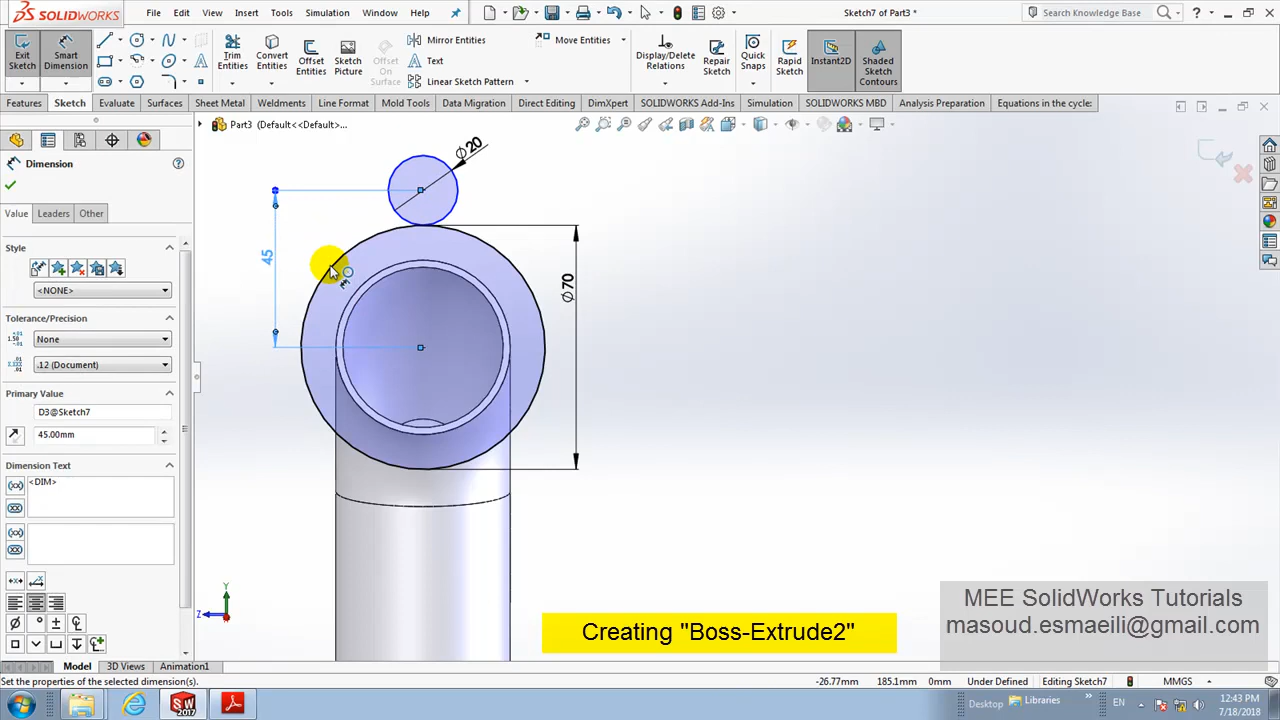 SOLIDWORKS File Edit View Insert Tools Simulation Window Help Sketch7 of Part3 * Search Knowledge Base
Exit Sketch Smart Dimension Trim Entities Convert Entities Offset Entities Sketch Picture Offset On Surface Mirror Entities Text Linear Sketch Pattern Move Entities Display/Delete Relations Repair Sketch Quick Snaps Rapid Sketch Instant2D Shaded Sketch Contours
Features Sketch Evaluate Surfaces Sheet Metal Weldments Line Format Mold Tools Data Migration Direct Editing DimXpert SOLIDWORKS Add-Ins Simulation SOLIDWORKS MBD Analysis Preparation Equations in the cycle:
Part3 (Default<<Default>...
Dimension
Value Leaders Other
Style
<NONE>
Tolerance/Precision
None
.12 (Document)
Primary Value
D3@Sketch7
45.00mm
Dimension Text
<DIM>
Ø20
45
Ø70
Y
Z
Creating "Boss-Extrude2"
MEE SolidWorks Tutorials
masoud.esmaeili@gmail.com
Model 3D Views Animation1
Set the properties of the selected dimension(s). -26.77mm 185.1mm 0mm Under Defined Editing Sketch7 MMGS
SW 2017 Desktop Libraries EN 12:43 PM
7/18/2018